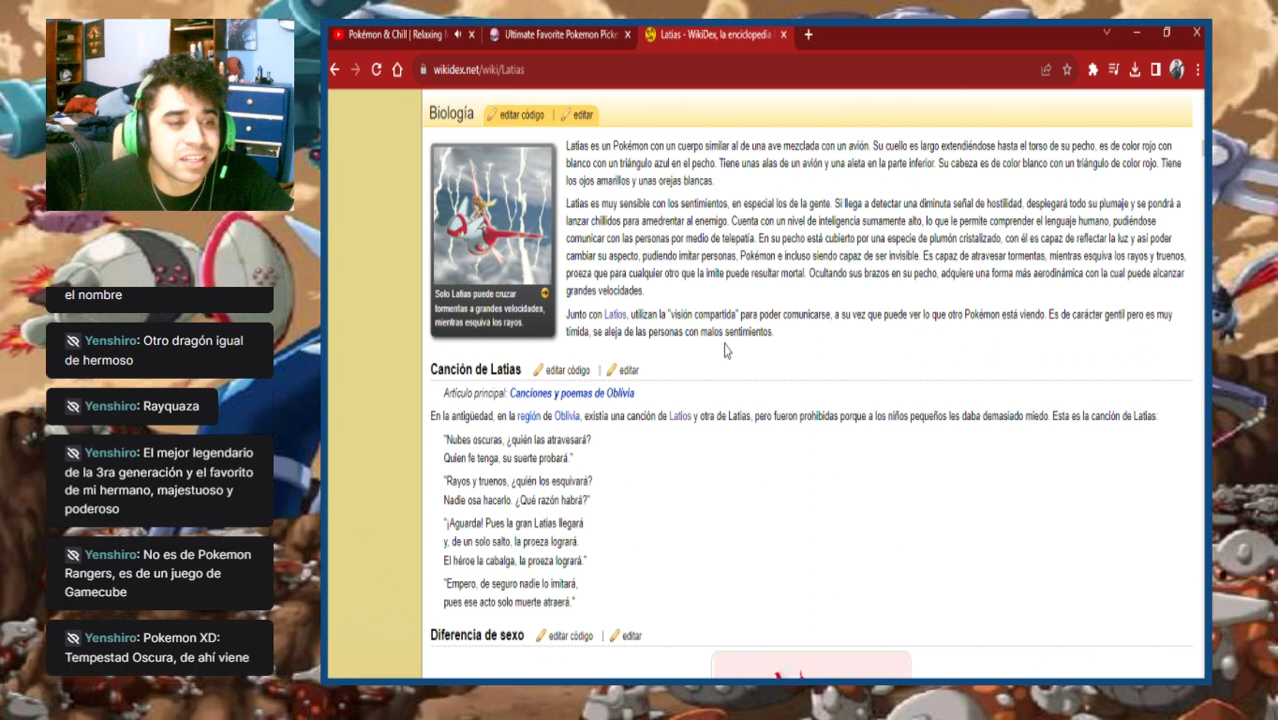 Pokémon & Chill | Relaxing
Ultimate Favorite Pokemon Picke
Latias - WikiDex, la enciclopedia
wikidex.net/wiki/Latias
Biología editar código | editar
Latias es un Pokémon con un cuerpo similar al de una ave mezclada con un avión. Su cuello es largo extendiéndose hasta el torso de su pecho, es de color rojo con
blanco con un triángulo azul en el pecho. Tiene unas alas de un avión y una aleta en la parte inferior. Su cabeza es de color blanco con un triángulo de color rojo. Tiene
los ojos amarillos y unas orejas blancas.
Latias es muy sensible con los sentimientos, en especial los de la gente. Si llega a detectar una diminuta señal de hostilidad, desplegará todo su plumaje y se pondrá a
lanzar chillidos para amedrentar al enemigo. Cuenta con un nivel de inteligencia sumamente alto, lo que le permite comprender el lenguaje humano, pudiéndose
comunicar con las personas por medio de telepatía. En su pecho está cubierto por una especie de plumón cristalizado, con él es capaz de reflectar la luz y así poder
cambiar su aspecto, pudiendo imitar personas, Pokémon e incluso siendo capaz de ser invisible. Es capaz de atravesar tormentas, mientras esquiva los rayos y truenos,
proeza que para cualquier otro que la imite puede resultar mortal. Ocultando sus brazos en su pecho, adquiere una forma más aerodinámica con la cual puede alcanzar
grandes velocidades.
Solo Latias puede cruzar
tormentas a grandes velocidades,
mientras esquiva los rayos.
Junto con Latios, utilizan la "visión compartida" para poder comunicarse, a su vez que puede ver lo que otro Pokémon está viendo. Es de carácter gentil pero es muy
tímida, se aleja de las personas con malos sentimientos.
Canción de Latias editar código | editar
Artículo principal: Canciones y poemas de Oblivia
En la antigüedad, en la región de Oblivia, existía una canción de Latios y otra de Latias, pero fueron prohibidas porque a los niños pequeños les daba demasiado miedo. Esta es la canción de Latias:
"Nubes oscuras, ¿quién las atravesará?
Quien fe tenga, su suerte probará."
"Rayos y truenos, ¿quién los esquivará?
Nadie osa hacerlo. ¿Qué razón habrá?"
"¡Aguarda! Pues la gran Latias llegará
y, de un solo salto, la proeza logrará.
El héroe la cabalga, la proeza logrará."
"Empero, de seguro nadie lo imitará,
pues ese acto solo muerte atraerá."
Diferencia de sexo editar código | editar
el nombre
Yenshiro: Otro dragón igual
de hermoso
Yenshiro: Rayquaza
Yenshiro: El mejor legendario
de la 3ra generación y el favorito
de mi hermano, majestuoso y
poderoso
Yenshiro: No es de Pokemon
Rangers, es de un juego de
Gamecube
Yenshiro: Pokemon XD:
Tempestad Oscura, de ahí viene